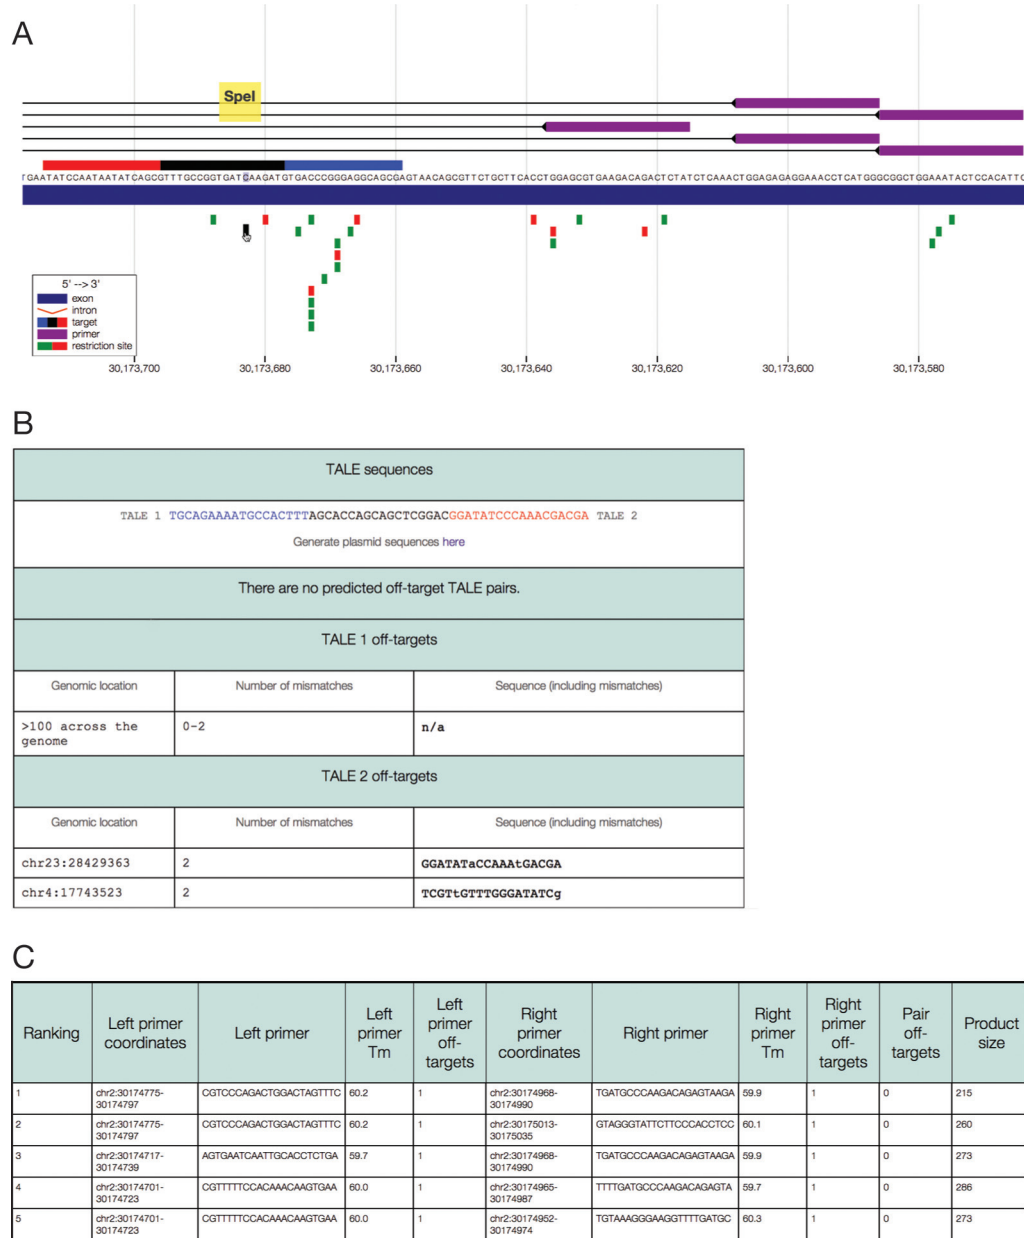 A
SpeI
TGAATATCCAATAATATCAGCGTTTGCCGGTGATCAAGATGTGACCCGGGAGGCAGCGAGTAACAGCGTTCTGCTTCACCTGGAGCGTGAAGACAGACTCTATCTCAAACTGGAGAGAGGAAACCTCATGGGCGGCTGGAAATACTCCACATTC
5' --> 3'
exon
intron
target
primer
restriction site
30,173,700 30,173,680 30,173,660 30,173,640 30,173,620 30,173,600 30,173,580
B
TALE sequences
TALE 1 TGCAGAAAATGCCACTTTAGCACCAGCAGCTCGGACGGATATCCCAAACGACGA TALE 2
Generate plasmid sequences here
There are no predicted off-target TALE pairs.
TALE 1 off-targets
Genomic location Number of mismatches Sequence (including mismatches)
>100 across the genome 0-2 n/a
TALE 2 off-targets
Genomic location Number of mismatches Sequence (including mismatches)
chr23:28429363 2 GGATATaCCAAAtGACGA
chr4:17743523 2 TCGTtGTTTGGGATATCg
C
Ranking Left primer coordinates Left primer Left primer Tm Left primer off-targets Right primer coordinates Right primer Right primer Tm Right primer off-targets Pair off-targets Product size
1 chr2:30174775-30174797 CGTCCCAGACTGGACTAGTTTC 60.2 1 chr2:30174968-30174990 TGATGCCCAAGACAGAGTAAGA 59.9 1 0 215
2 chr2:30174775-30174797 CGTCCCAGACTGGACTAGTTTC 60.2 1 chr2:30175013-30175035 GTAGGGTATTCTTCCCACCTCC 60.1 1 0 260
3 chr2:30174717-30174739 AGTGAATCAATTGCACCTCTGA 59.7 1 chr2:30174968-30174990 TGATGCCCAAGACAGAGTAAGA 59.9 1 0 273
4 chr2:30174701-30174723 CGTTTTTCCACAAACAAGTGAA 60.0 1 chr2:30174965-30174987 TTTTGATGCCCAAGACAGAGTA 59.7 1 0 286
5 chr2:30174701-30174723 CGTTTTTCCACAAACAAGTGAA 60.0 1 chr2:30174952-30174974 TGTAAAGGGAAGGTTTTGATGC 60.3 1 0 273